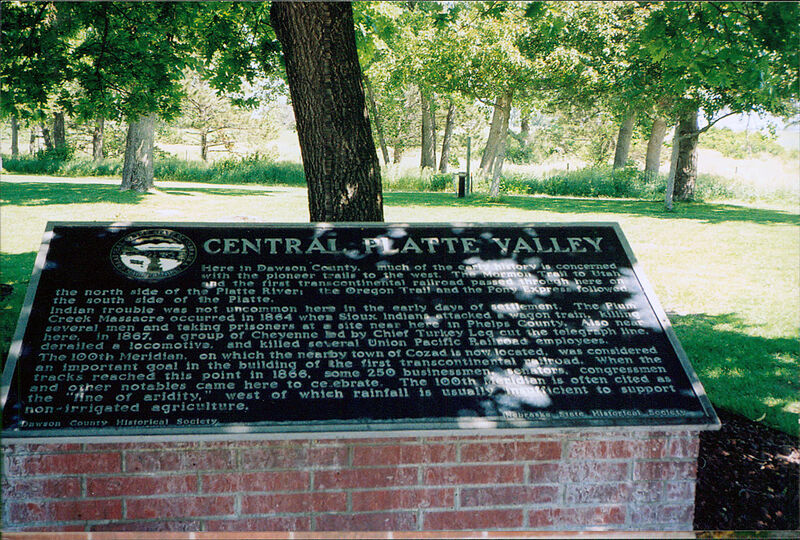 CENTRAL PLATTE VALLEY
Here in Dawson County, much of the early history is concerned
with the pioneer trails to the west. The Mormon Trail to Utah
and the first transcontinental railroad passed through here on
the north side of the Platte River; the Oregon Trail and the Pony Express followed
the south side of the Platte.
Indian trouble was not uncommon here in the early days of settlement. The Plum
Creek Massacre occurred in 1864 when Sioux Indians attacked a wagon train, killing
several men and taking prisoners at a site near here in Phelps County. Also near
here, in 1867, a group of Cheyenne led by Chief Turkey Leg cut the telegraph line,
derailed a locomotive, and killed several Union Pacific Railroad employees.
The 100th Meridian, on which the nearby town of Cozad is now located, was considered
an important goal in the building of the first transcontinental railroad. When the
tracks reached this point in 1866, some 250 businessmen, senators, congressmen
and other notables came here to celebrate. The 100th Meridian is often cited as
the "line of aridity," west of which rainfall is usually insufficient to support
non-irrigated agriculture.
Dawson County Historical Society
Nebraska State Historical Society